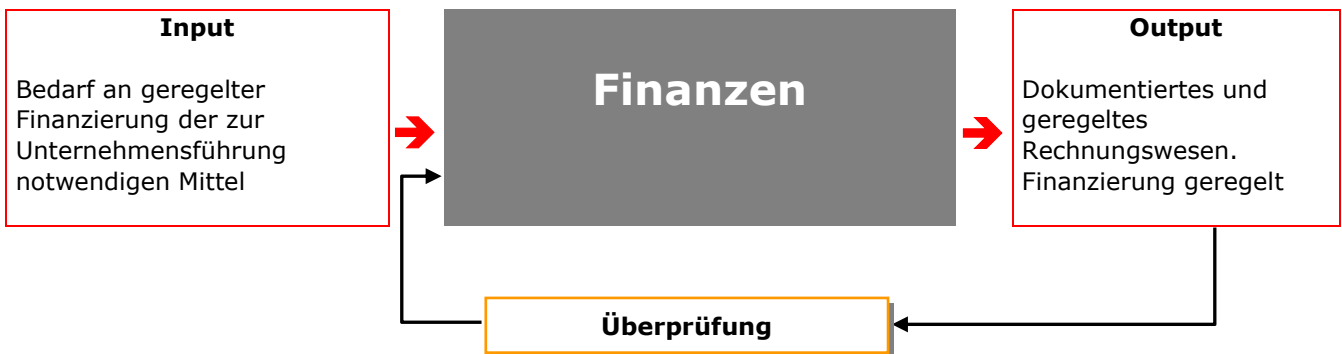 Input
Bedarf an geregelter
Finanzierung der zur
Unternehmensführung
notwendigen Mittel
Finanzen
Output
Dokumentiertes und
geregeltes
Rechnungswesen.
Finanzierung geregelt
Überprüfung